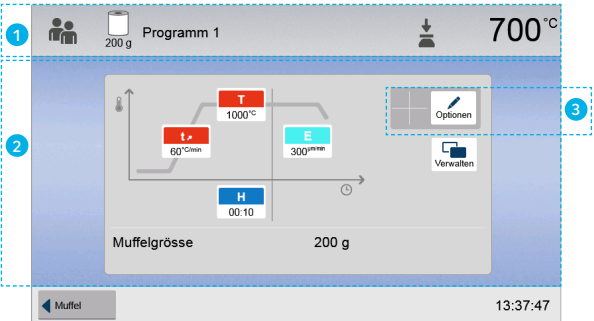 1
200 g
Programm 1
700°C
2
T
1000°C
t↗
60°C/min
E
300µm/min
H
00:10
Optionen
3
Verwalten
Muffelgrösse 200 g
Muffel
13:37:47